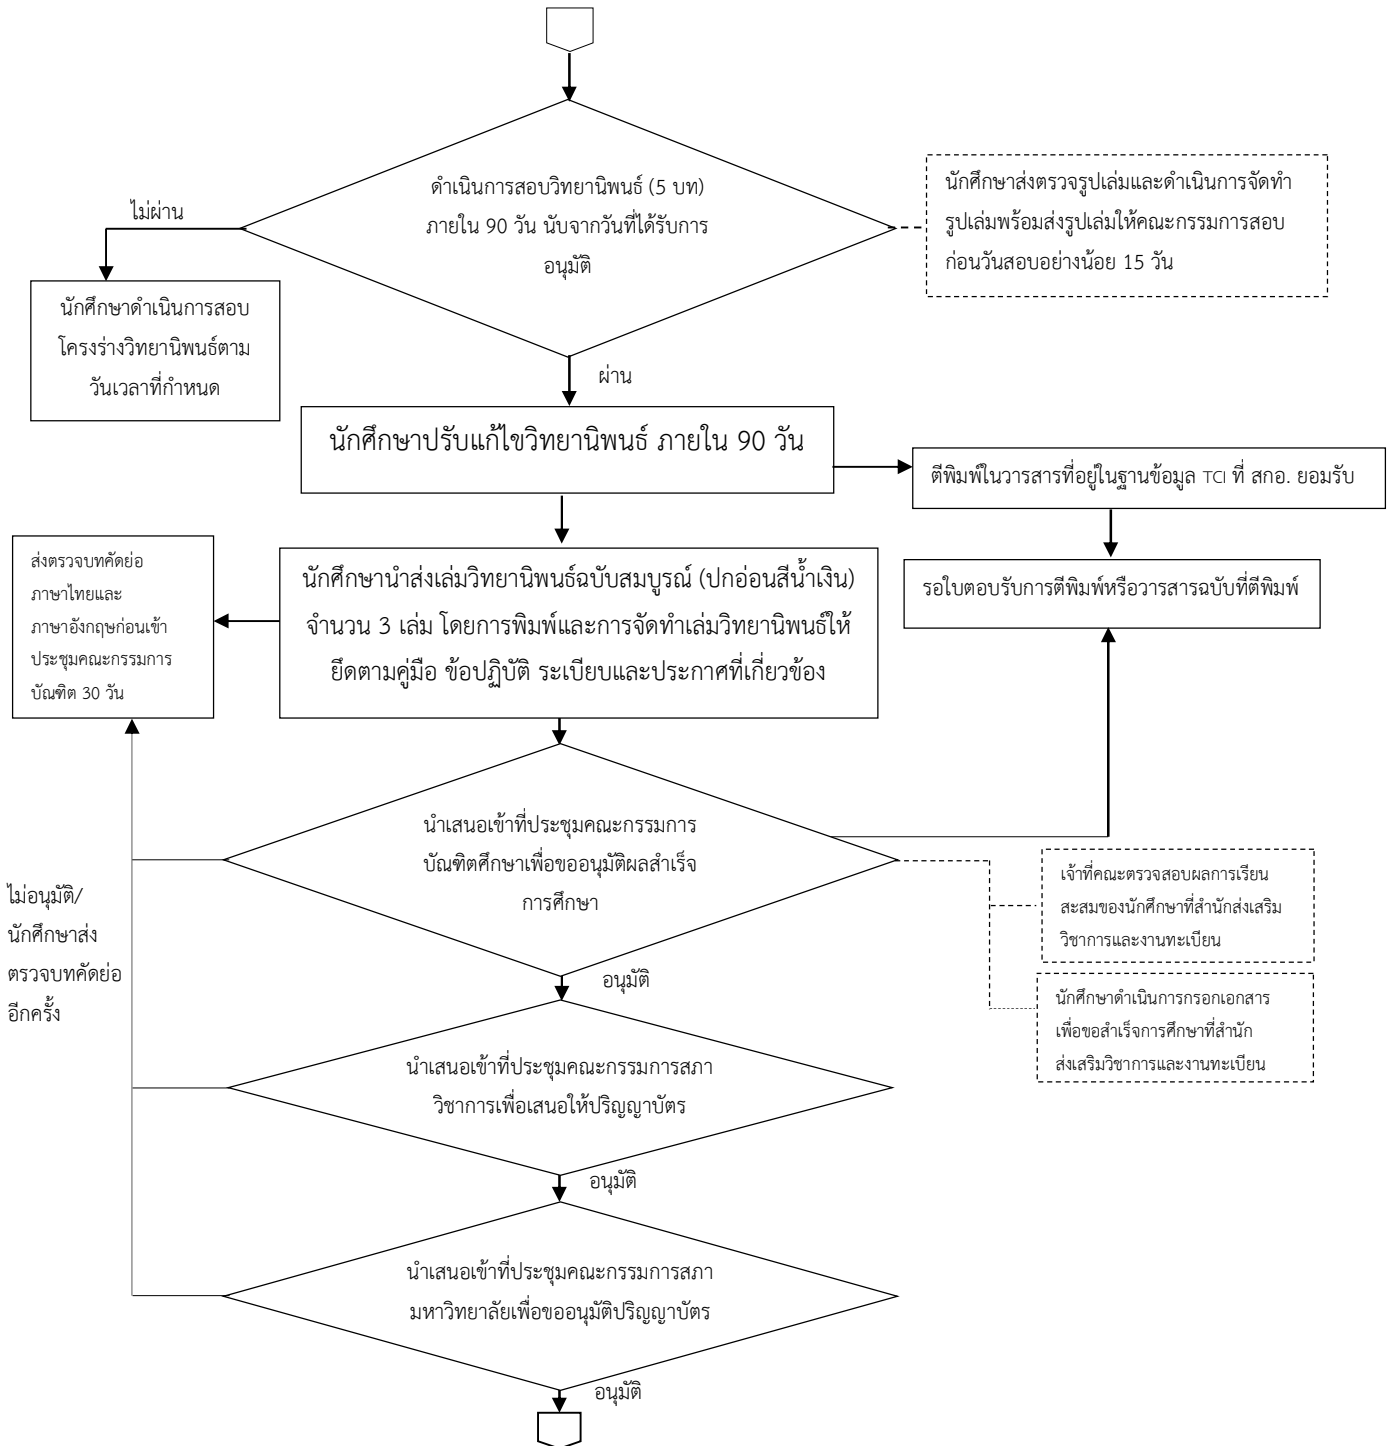 ดำเนินการสอบวิทยานิพนธ์ (5 บท)
ภายใน 90 วัน นับจากวันที่ได้รับการ
อนุมัติ
นักศึกษาส่งตรวจรูปเล่มและดำเนินการจัดทำ
รูปเล่มพร้อมส่งรูปเล่มให้คณะกรรมการสอบ
ก่อนวันสอบอย่างน้อย 15 วัน
ไม่ผ่าน
นักศึกษาดำเนินการสอบ
โครงร่างวิทยานิพนธ์ตาม
วันเวลาที่กำหนด
ผ่าน
นักศึกษาปรับแก้ไขวิทยานิพนธ์ ภายใน 90 วัน
ตีพิมพ์ในวารสารที่อยู่ในฐานข้อมูล TCI ที่ สกอ. ยอมรับ
รอใบตอบรับการตีพิมพ์หรือวารสารฉบับที่ตีพิมพ์
นักศึกษานำส่งเล่มวิทยานิพนธ์ฉบับสมบูรณ์ (ปกอ่อนสีน้ำเงิน)
จำนวน 3 เล่ม โดยการพิมพ์และการจัดทำเล่มวิทยานิพนธ์ให้
ยึดตามคู่มือ ข้อปฏิบัติ ระเบียบและประกาศที่เกี่ยวข้อง
ส่งตรวจบทคัดย่อ
ภาษาไทยและ
ภาษาอังกฤษก่อนเข้า
ประชุมคณะกรรมการ
บัณฑิต 30 วัน
นำเสนอเข้าที่ประชุมคณะกรรมการ
บัณฑิตศึกษาเพื่อขออนุมัติผลสำเร็จ
การศึกษา
เจ้าที่คณะตรวจสอบผลการเรียน
สะสมของนักศึกษาที่สำนักส่งเสริม
วิชาการและงานทะเบียน
นักศึกษาดำเนินการกรอกเอกสาร
เพื่อขอสำเร็จการศึกษาที่สำนัก
ส่งเสริมวิชาการและงานทะเบียน
ไม่อนุมัติ/
นักศึกษาส่ง
ตรวจบทคัดย่อ
อีกครั้ง
อนุมัติ
นำเสนอเข้าที่ประชุมคณะกรรมการสภา
วิชาการเพื่อเสนอให้ปริญญาบัตร
อนุมัติ
นำเสนอเข้าที่ประชุมคณะกรรมการสภา
มหาวิทยาลัยเพื่อขออนุมัติปริญญาบัตร
อนุมัติ